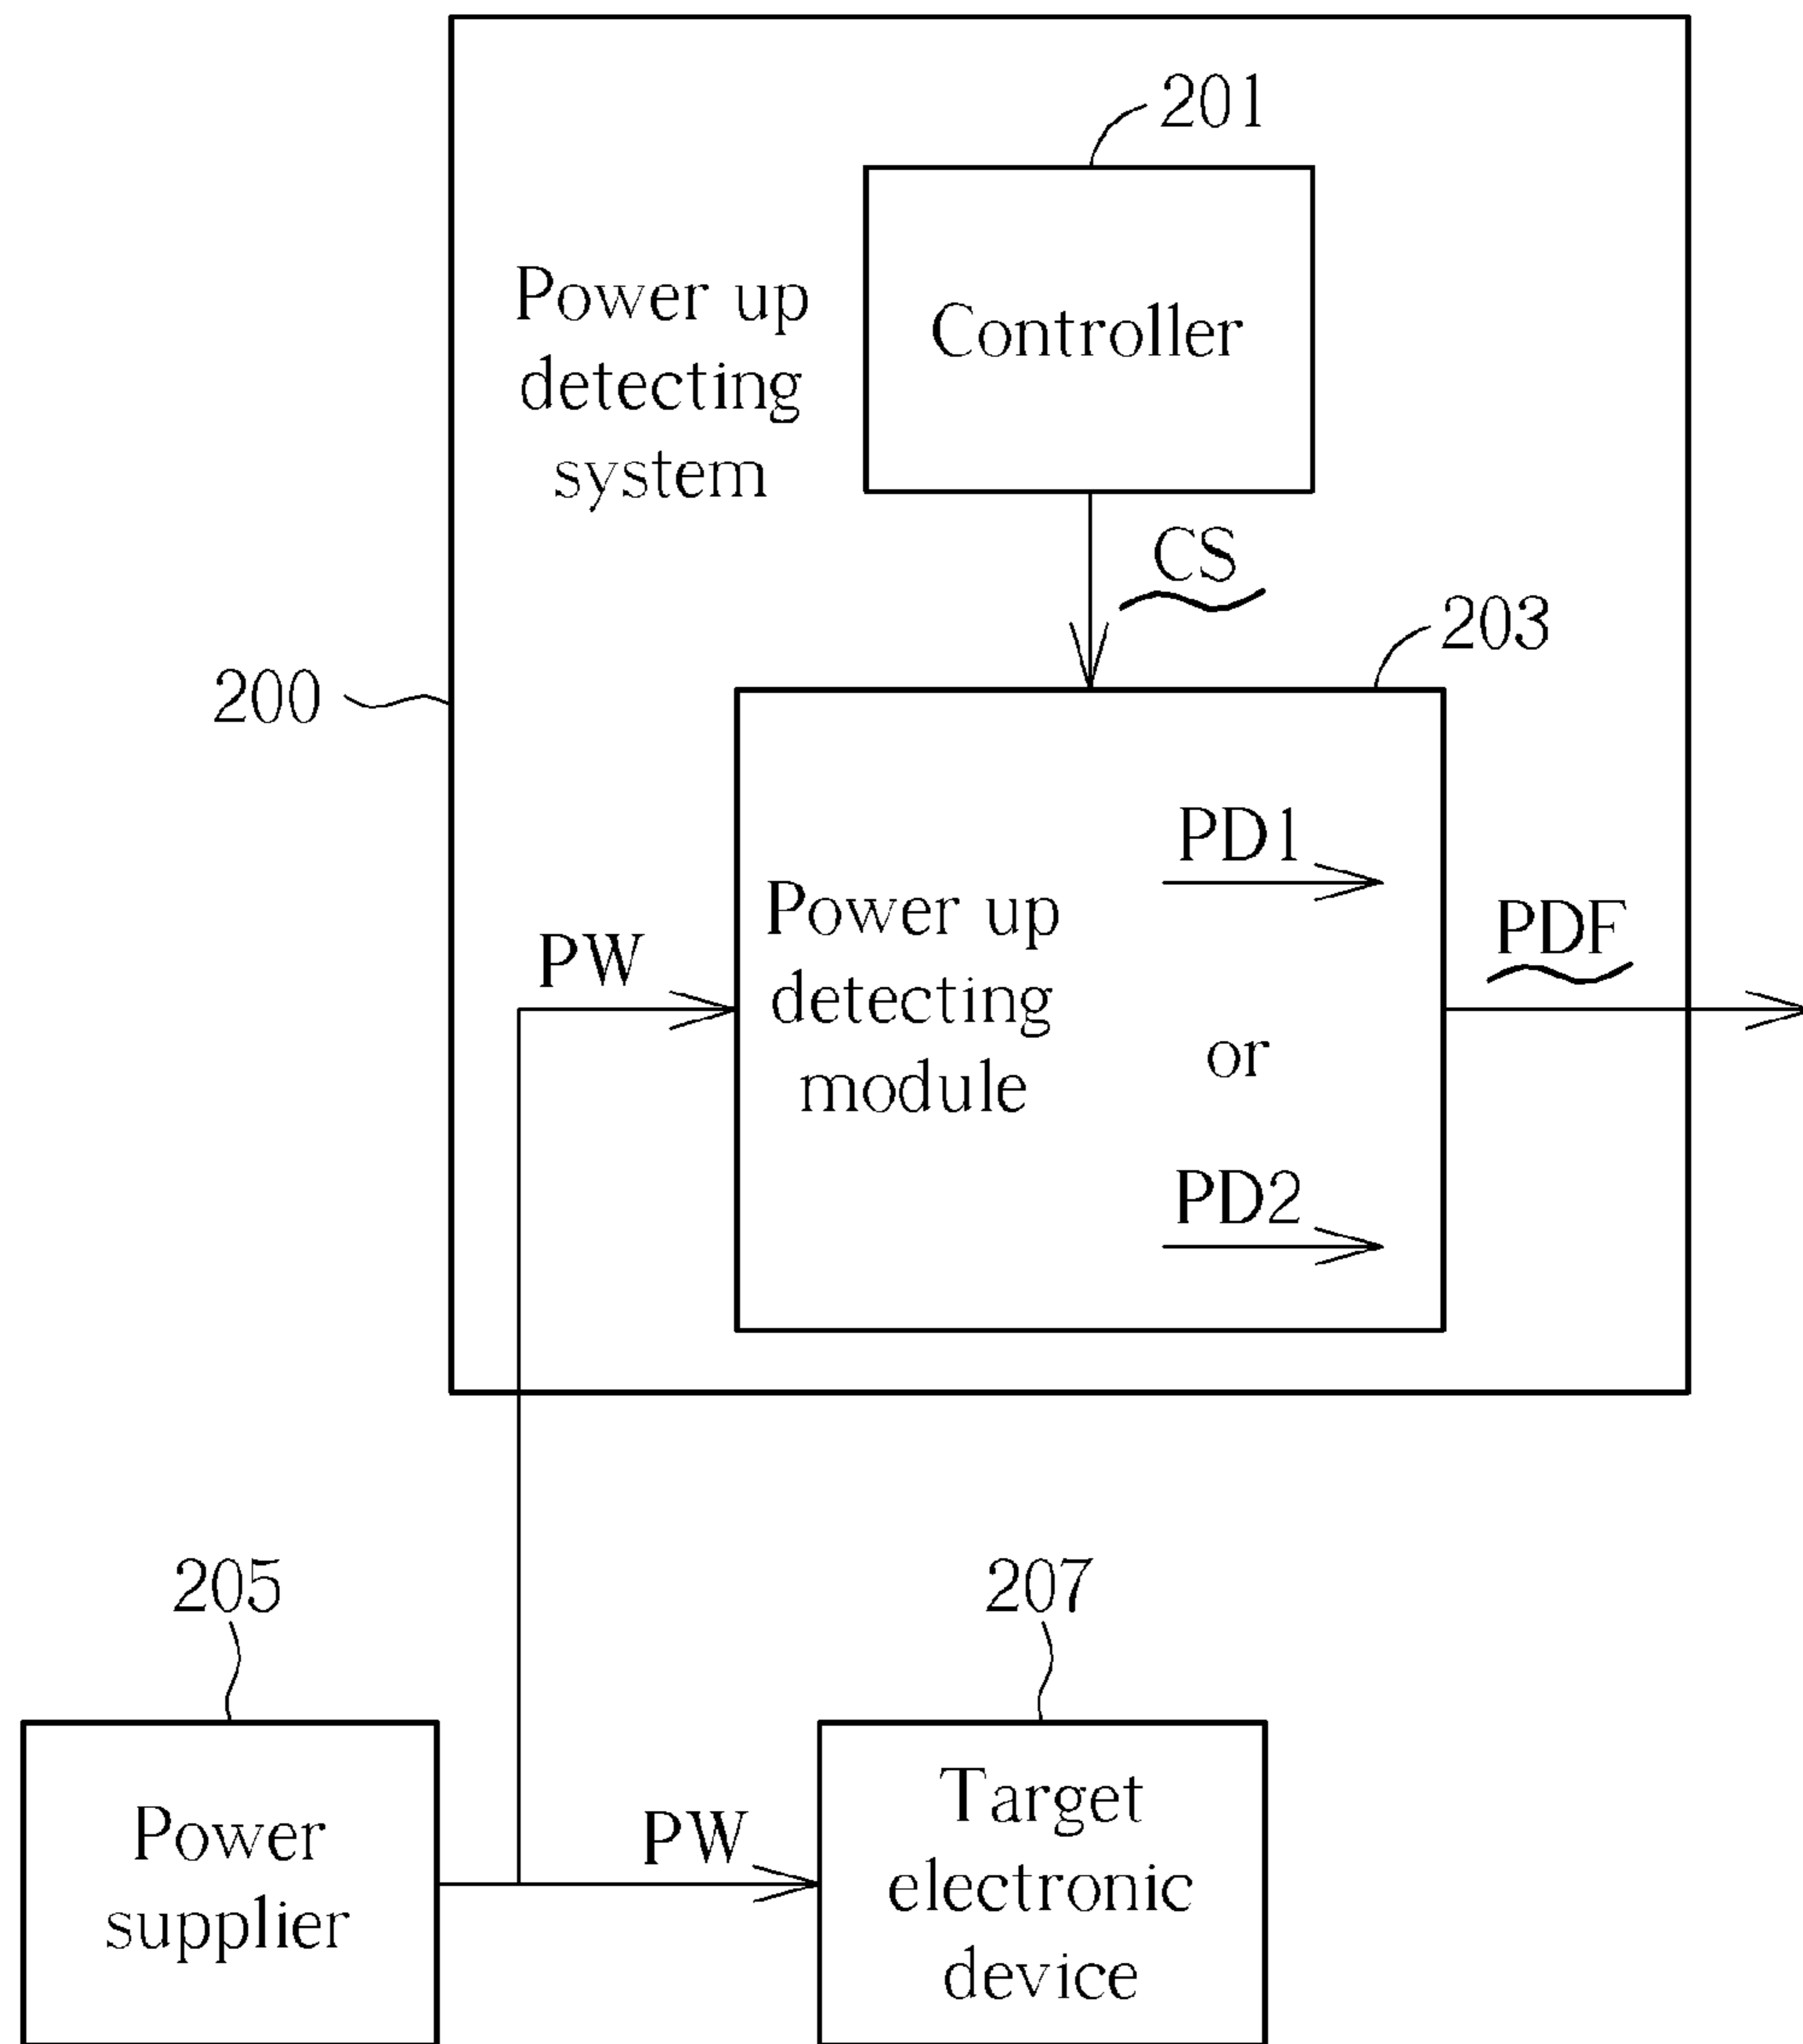 201
Power up
detecting
system
Controller
CS
203
200
PD1
Power up
detecting
module
PW
or
PDF
PD2
205
207
Power
supplier
PW
Target
electronic
device